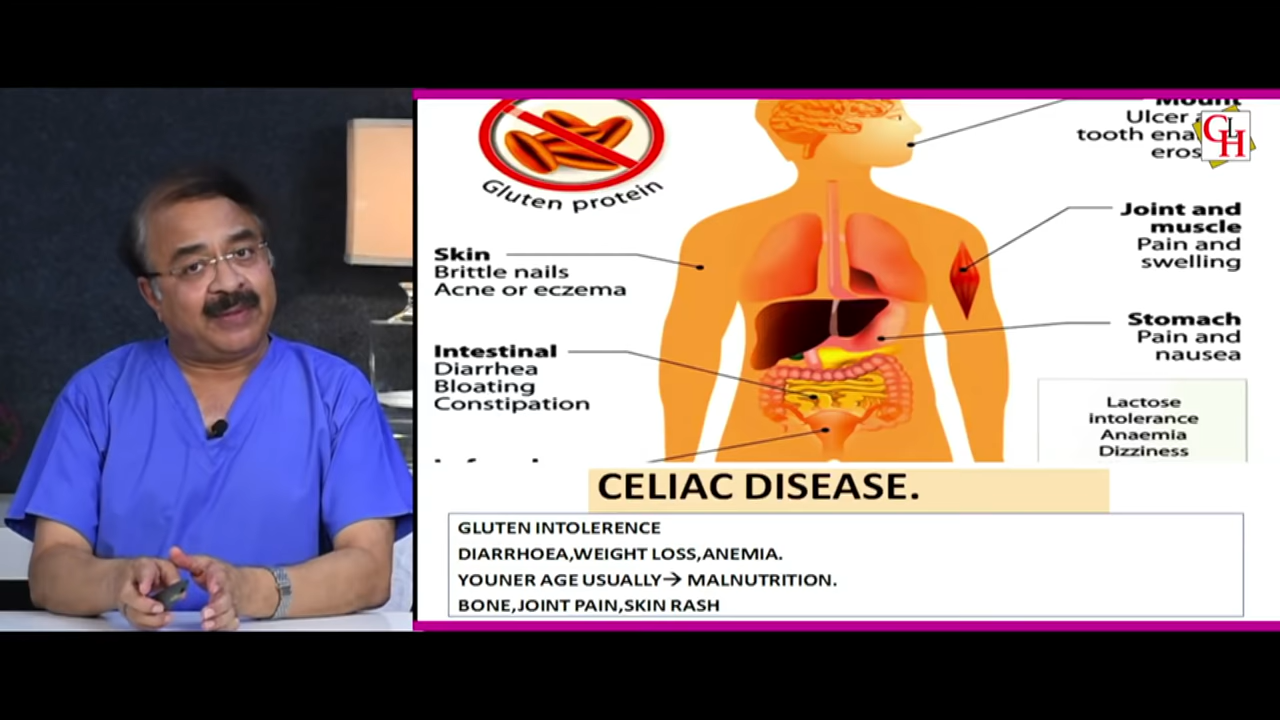 Gluten protein
Skin
Brittle nails
Acne or eczema
Intestinal
Diarrhea
Bloating
Constipation
Ulcer
tooth
GLH
Joint and
muscle
Pain and
swelling
Stomach
Pain and
nausea
Lactose
intolerance
Anaemia
Dizziness
CELIAC DISEASE.
GLUTEN INTOLERENCE
DIARRHOEA,WEIGHT LOSS,ANEMIA.
YOUNER AGE USUALLY→ MALNUTRITION.
BONE,JOINT PAIN,SKIN RASH